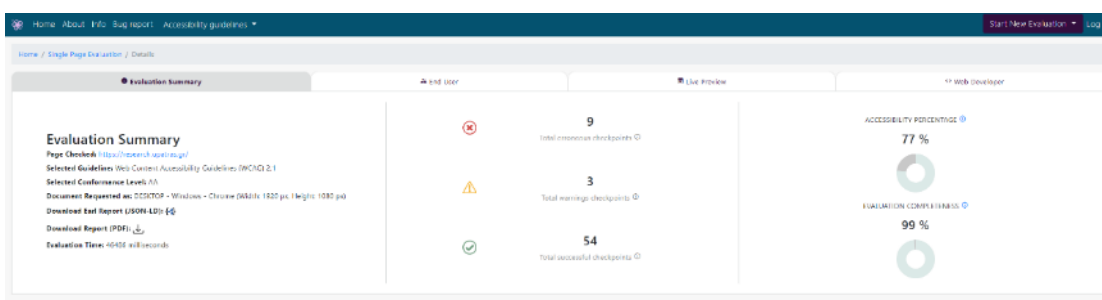 Home About Info Bug report Accessibility guidelines
Start New Evaluation Log
Home / Single Page Evaluation / Details
Evaluation Summary
End User
Live Preview
Web Developer
Evaluation Summary
Page Checked: https://research.upatras.gr/
Selected Guideline: Web Content Accessibility Guidelines (WCAG) 2.1
Selected Conformance Level: AA
Document Requested as: DESKTOP - Windows - Chrome (Width: 1920 px, Height: 1080 px)
Download Earl Report (JSON-LD):
Download Report (PDF):
Evaluation Time: 46436 milliseconds
9
Total erroneous checkpoints
3
Total warnings checkpoints
54
Total successful checkpoints
ACCESSIBILITY PERCENTAGE
77 %
EVALUATION COMPLETENESS
99 %